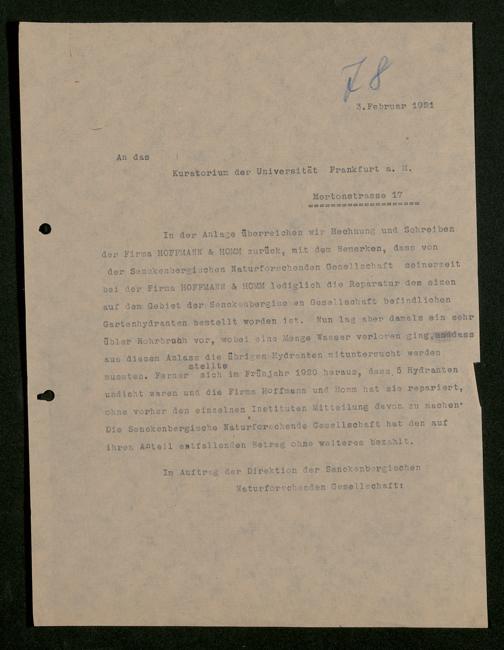 78
3.Februar 1921
An das
Kuratorium der Universität Frankfurt a. M.
Mertonstrasse 17
In der Anlage überreichen wir Rechnung und Schreiben
der Firma HOFFMANN & HOMM zurück, mit dem Bemerken, dass von
der Senckenbergischen Naturforschenden Gesellschaft seinerzeit
bei der Firma HOFFMANN & HOMM lediglich die Reparatur des einen
auf dem Gebiet der Senckenbergischen Gesellschaft befindlichen
Gartenhydranten bestellt worden ist. Nun lag aber damals ein sehr
übler Rohrbruch vor, wobei eine Menge Wasser verloren ging, sodass
aus diesem Anlass die übrigen Hydranten mituntersucht werden
stellte
mussten. Ferner sich im Frühjahr 1920 heraus, dass 5 Hydranten
undicht waren und die Firma Hoffmann und Homm hat sie repariert,
ohne vorher den einzelnen Instituten Mitteilung davon zu machen.
Die Senckenbergische Naturforschende Gesellschaft hat den auf
ihren Anteil entfallenden Betrag ohne weiteres bezahlt.
Im Auftrag der Direktion der Senckenbergischen
Naturforschenden Gesellschaft: